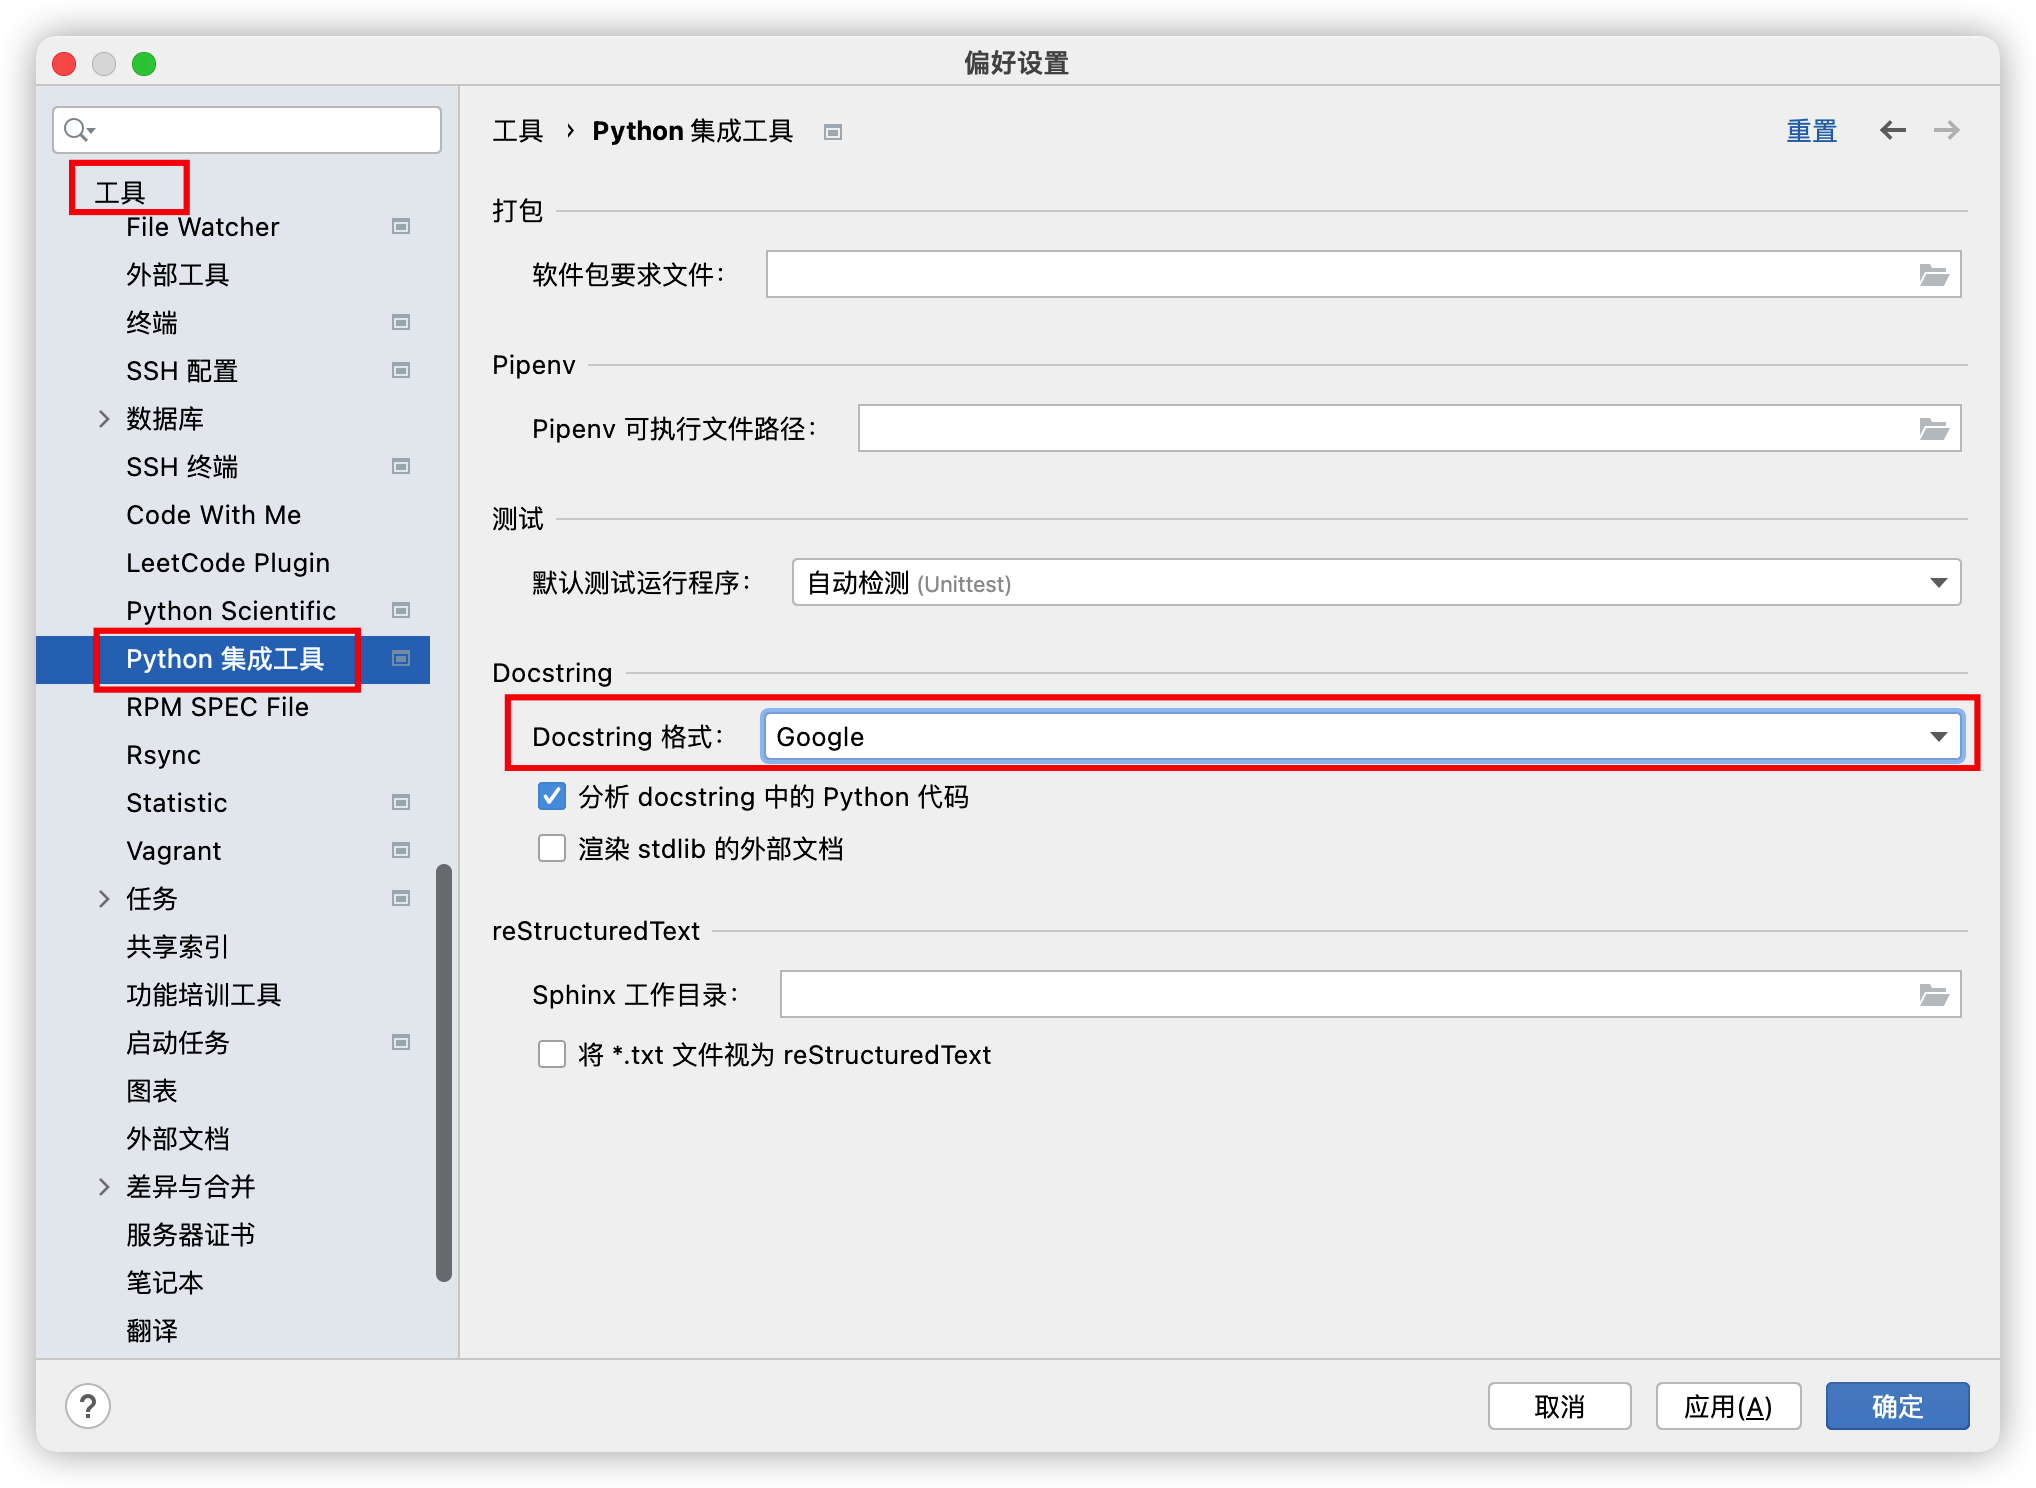 偏好设置
工具
File Watcher
外部工具
终端
SSH 配置
数据库
SSH 终端
Code With Me
LeetCode Plugin
Python Scientific
Python 集成工具
RPM SPEC File
Rsync
Statistic
Vagrant
任务
共享索引
功能培训工具
启动任务
图表
外部文档
差异与合并
服务器证书
笔记本
翻译
工具 › Python 集成工具
重置
打包
软件包要求文件：
Pipenv
Pipenv 可执行文件路径：
测试
默认测试运行程序： 自动检测 (Unittest)
Docstring
Docstring 格式： Google
分析 docstring 中的 Python 代码
渲染 stdlib 的外部文档
reStructuredText
Sphinx 工作目录：
将 *.txt 文件视为 reStructuredText
?
取消
应用(A)
确定